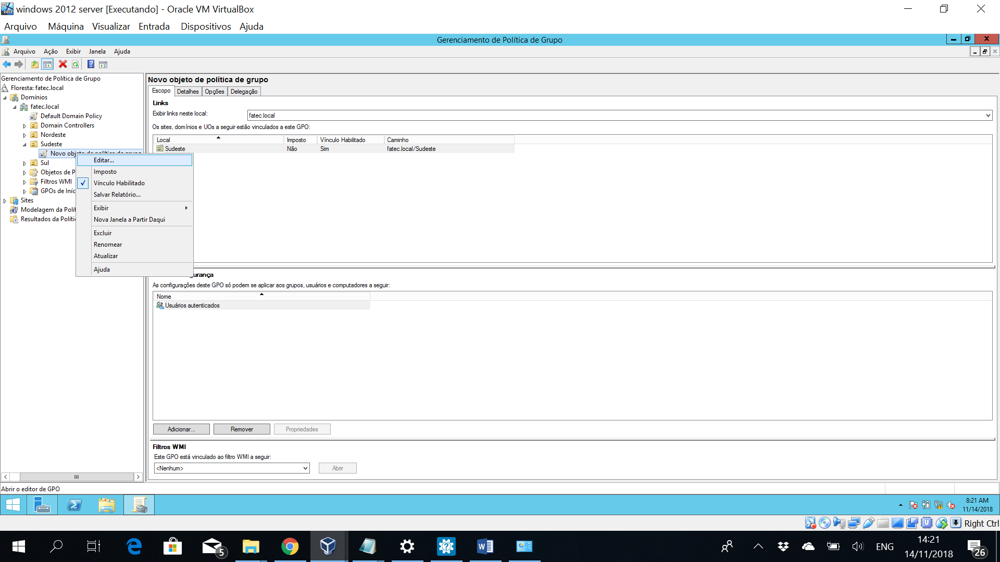 windows 2012 server [Executando] - Oracle VM VirtualBox
Arquivo Máquina Visualizar Entrada Dispositivos Ajuda
Gerenciamento de Política de Grupo
Arquivo Ação Exibir Janela Ajuda
Gerenciamento de Política de Grupo
Floresta: fatec.local
Domínios
fatec.local
Default Domain Policy
Domain Controllers
Nordeste
Sudeste
Novo obj
Sul
Objetos de P
Filtros WMI
GPOs de Iníc
Sites
Modelagem da Polít
Resultados da Polític
Editar...
Imposto
Vínculo Habilitado
Salvar Relatório...
Exibir
Nova Janela a Partir Daqui
Excluir
Renomear
Atualizar
Ajuda
Novo objeto de política de grupo
Escopo Detalhes Opções Delegação
Links
Exibir links neste local: fatec.local
Os sites, domínios e UOs a seguir estão vinculados a este GPO:
Local Imposto Vínculo Habilitado Caminho
Sudeste Não Sim fatec.local/Sudeste
urança
As configurações deste GPO só podem se aplicar aos grupos, usuários e computadores a seguir:
Nome
Usuários autenticados
Adicionar... Remover Propriedades
Filtros WMI
Este GPO está vinculado ao filtro WMI a seguir:
<Nenhum> Abrir
Abrir o editor de GPO
8:21 AM
11/14/2018
Right Ctrl
5
ENG
14:21
14/11/2018
26